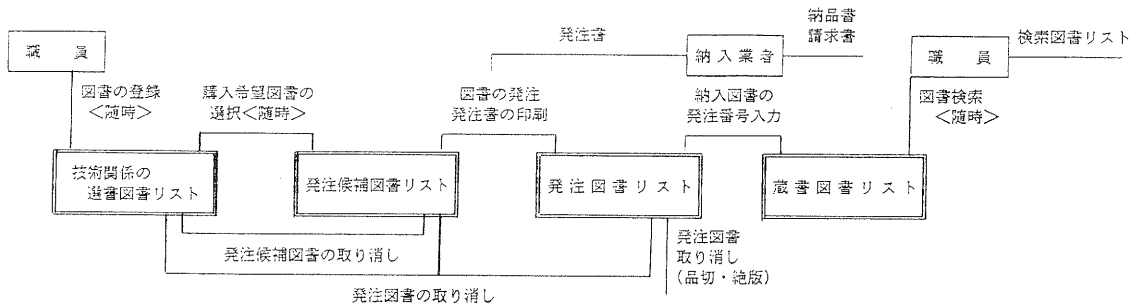 職員
図書の登録
<随時>
購入希望図書の
選択<随時>
発注書
図書の発注
発注書の印刷
納入業者
納品書
請求書
納入図書の
発注番号入力
職員
検索図書リスト
図書検索
<随時>
技術関係の
選書図書リスト
発注候補図書リスト
発注図書リスト
蔵書図書リスト
発注候補図書の取り消し
発注図書の取り消し
発注図書
取り消し
(品切・絶版)